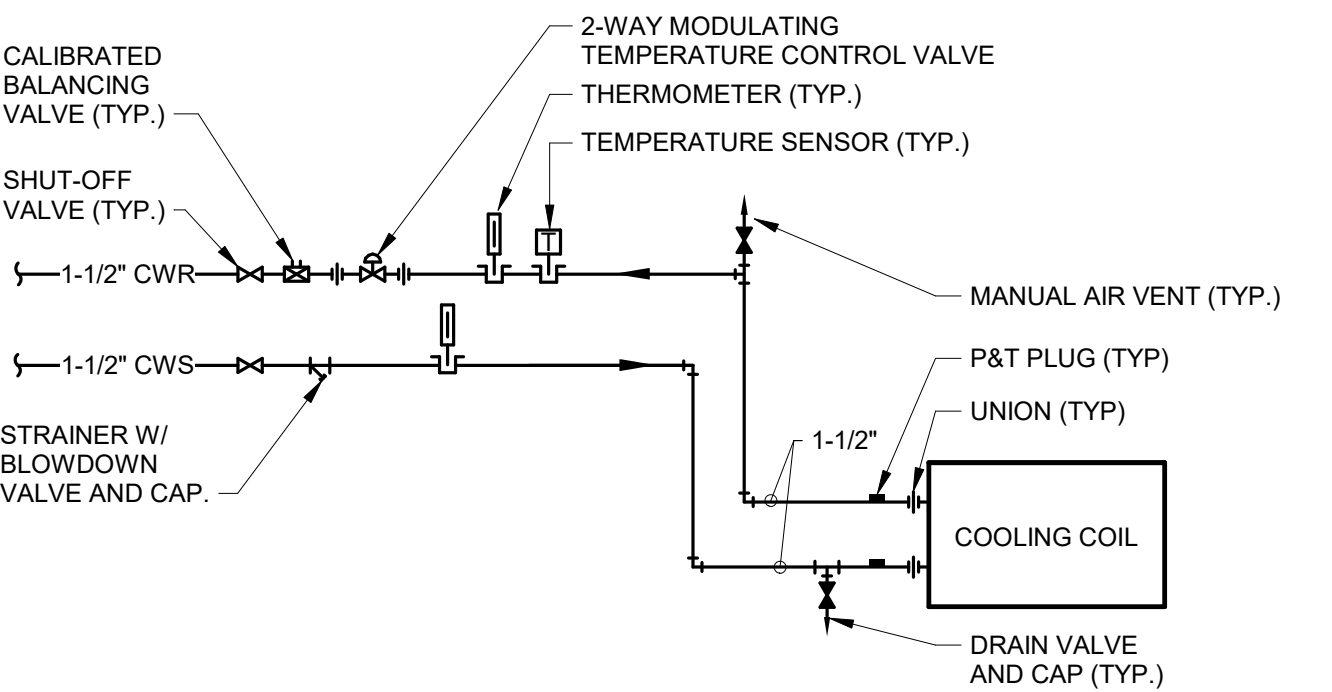 2-WAY MODULATING
TEMPERATURE CONTROL VALVE
THERMOMETER (TYP.)
TEMPERATURE SENSOR (TYP.)
CALIBRATED
BALANCING
VALVE (TYP.)
SHUT-OFF
VALVE (TYP.)
T
1-1/2" CWR
MANUAL AIR VENT (TYP.)
1-1/2" CWS
P&T PLUG (TYP)
UNION (TYP)
STRAINER W/
BLOWDOWN
VALVE AND CAP.
1-1/2"
COOLING COIL
DRAIN VALVE
AND CAP (TYP.)